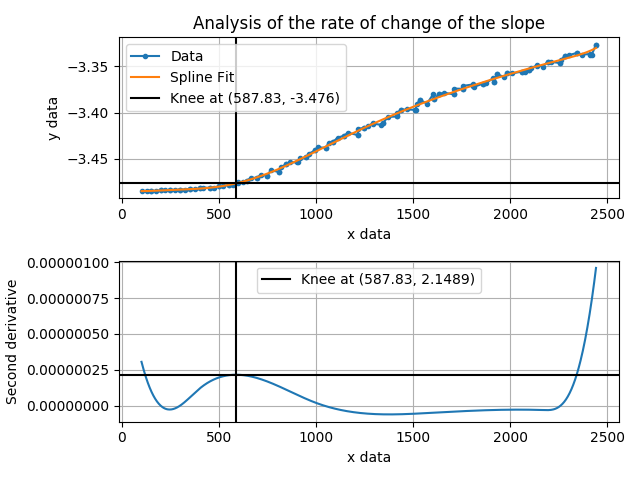 Analysis of the rate of change of the slope
Data
Spline Fit
Knee at (587.83, -3.476)
y data
−3.35
−3.40
−3.45
0 500 1000 1500 2000 2500
x data
Knee at (587.83, 2.1489)
Second derivative
0.00000100
0.00000075
0.00000050
0.00000025
0.00000000
0 500 1000 1500 2000 2500
x data